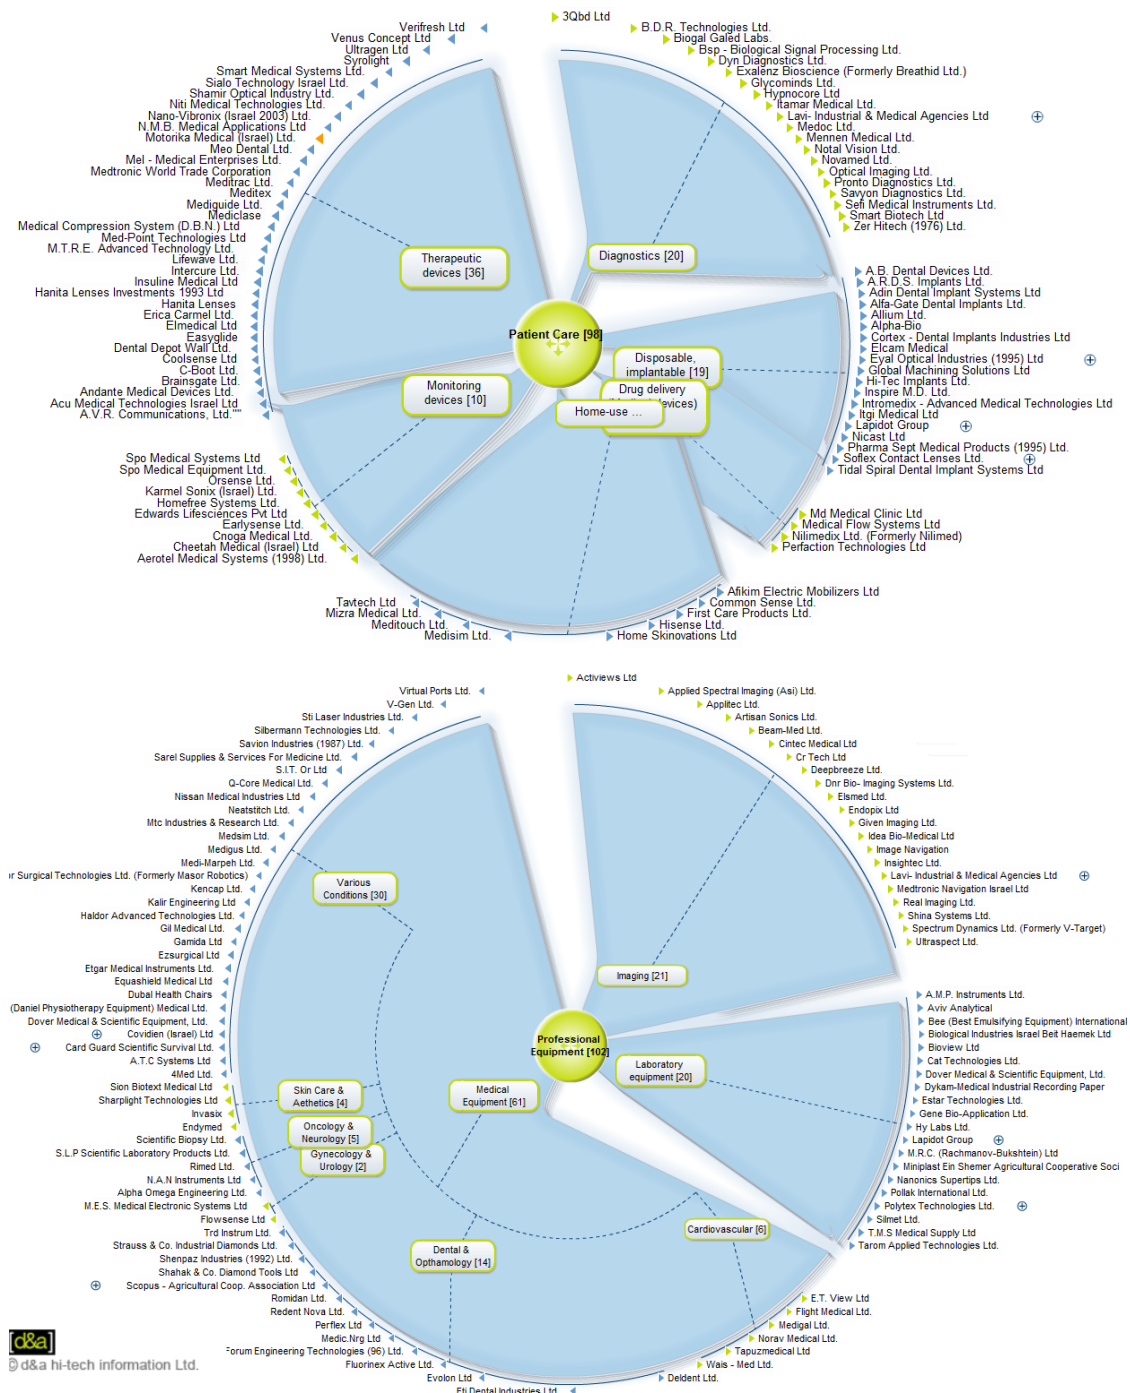 3Qbd Ltd
B.D.R. Technologies Ltd.
Biogal Galed Labs.
Bsp - Biological Signal Processing Ltd.
Dyn Diagnostics Ltd.
Exalenz Bioscience (Formerly Breathid Ltd.)
Glycominds Ltd.
Hypnocore Ltd
Itamar Medical Ltd.
Lavi- Industrial & Medical Agencies Ltd
Medoc Ltd.
Mennen Medical Ltd.
Notal Vision Ltd.
Novamed Ltd.
Optical Imaging Ltd.
Pronto Diagnostics Ltd.
Savyon Diagnostics Ltd.
Sefi Medical Instruments Ltd.
Smart Biotech Ltd
Zer Hitech (1976) Ltd.
Verifresh Ltd
Venus Concept Ltd
Ultragen Ltd
Syrolight
Smart Medical Systems Ltd.
Sialo Technology Israel Ltd.
Shamir Optical Industry Ltd.
Niti Medical Technologies Ltd.
Nano-Vibronix (Israel 2003) Ltd.
N.M.B. Medical Applications Ltd
Motorika Medical (Israel) Ltd.
Meo Dental Ltd.
Mel - Medical Enterprises Ltd.
Medtronic World Trade Corporation
Meditrac Ltd.
Meditex
Mediguide Ltd.
Mediclase
Medical Compression System (D.B.N.) Ltd
Med-Point Technologies Ltd
M.T.R.E. Advanced Technology Ltd.
Lifewave Ltd.
Intercure Ltd.
Insuline Medical Ltd
Hanita Lenses Investments 1993 Ltd
Hanita Lenses
Erica Carmel Ltd.
Elmedical Ltd
Easyglide
Dental Depot Wall Ltd.
Coolsense Ltd
C-Boot Ltd.
Brainsgate Ltd.
Andante Medical Devices Ltd.
Acu Medical Technologies Israel Ltd
A.V.R. Communications, Ltd.""
Therapeutic
devices [36]
Diagnostics [20]
Patient Care [98]
Monitoring
devices [10]
Disposable,
implantable [19]
Drug delivery
Home-use ...
A.B. Dental Devices Ltd.
A.R.D.S. Implants Ltd.
Adin Dental Implant Systems Ltd
Alfa-Gate Dental Implants Ltd.
Allium Ltd.
Alpha-Bio
Cortex - Dental Implants Industries Ltd
Elcam Medical
Eyal Optical Industries (1995) Ltd
Global Machining Solutions Ltd
Hi-Tec Implants Ltd.
Inspire M.D. Ltd.
Intromedix - Advanced Medical Technologies Ltd
Itgi Medical Ltd
Lapidot Group
Nicast Ltd
Pharma Sept Medical Products (1995) Ltd.
Soflex Contact Lenses Ltd.
Tidal Spiral Dental Implant Systems Ltd
Spo Medical Systems Ltd
Spo Medical Equipment Ltd.
Orsense Ltd.
Karmel Sonix (Israel) Ltd.
Homefree Systems Ltd.
Edwards Lifesciences Pvt Ltd
Earlysense Ltd.
Cnoga Medical Ltd.
Cheetah Medical (Israel) Ltd
Aerotel Medical Systems (1998) Ltd.
Md Medical Clinic Ltd
Medical Flow Systems Ltd
Nilimedix Ltd. (Formerly Nilimed)
Perfaction Technologies Ltd
Tavtech Ltd
Mizra Medical Ltd.
Meditouch Ltd.
Medisim Ltd.
Afikim Electric Mobilizers Ltd
Common Sense Ltd.
First Care Products Ltd.
Hisense Ltd.
Home Skinovations Ltd
Activiews Ltd
Applied Spectral Imaging (Asi) Ltd.
Applitec Ltd.
Artisan Sonics Ltd.
Beam-Med Ltd.
Cintec Medical Ltd
Cr Tech Ltd
Deepbreeze Ltd.
Dnr Bio- Imaging Systems Ltd.
Elsmed Ltd.
Endopix Ltd
Given Imaging Ltd.
Idea Bio-Medical Ltd
Image Navigation
Insightec Ltd.
Lavi- Industrial & Medical Agencies Ltd
Medtronic Navigation Israel Ltd
Real Imaging Ltd.
Shina Systems Ltd.
Spectrum Dynamics Ltd. (Formerly V-Target)
Ultraspect Ltd.
Virtual Ports Ltd.
V-Gen Ltd.
Sti Laser Industries Ltd.
Silbermann Technologies Ltd.
Savion Industries (1987) Ltd.
Sarel Supplies & Services For Medicine Ltd.
S.I.T. Or Ltd
Q-Core Medical Ltd.
Nissan Medical Industries Ltd
Neatstitch Ltd.
Mtc Industries & Research Ltd.
Medsim Ltd.
Medigus Ltd.
Medi-Marpeh Ltd.
or Surgical Technologies Ltd. (Formerly Masor Robotics)
Kencap Ltd.
Kalir Engineering Ltd
Haldor Advanced Technologies Ltd.
Gil Medical Ltd.
Gamida Ltd
Ezsurgical Ltd
Etgar Medical Instruments Ltd.
Equashield Medical Ltd
Dubal Health Chairs
(Daniel Physiotherapy Equipment) Medical Ltd.
Dover Medical & Scientific Equipment, Ltd.
Covidien (Israel) Ltd
Card Guard Scientific Survival Ltd.
A.T.C Systems Ltd
4Med Ltd.
Sion Biotext Medical Ltd
Sharplight Technologies Ltd
Invasix
Endymed
Scientific Biopsy Ltd.
S.L.P Scientific Laboratory Products Ltd.
Rimed Ltd.
N.A.N Instruments Ltd
Alpha Omega Engineering Ltd.
M.E.S. Medical Electronic Systems Ltd
Flowsense Ltd
Trd Instrum Ltd.
Strauss & Co. Industrial Diamonds Ltd.
Shenpaz Industries (1992) Ltd.
Shahak & Co. Diamond Tools Ltd
Scopus - Agricultural Coop. Association Ltd
Romidan Ltd.
Redent Nova Ltd.
Perflex Ltd
Medic.Nrg Ltd
Forum Engineering Technologies (96) Ltd.
Fluorinex Active Ltd.
Evolon Ltd
Eti Dental Industries Ltd
Various
Conditions [30]
Imaging [21]
Professional
Equipment [102]
Laboratory
equipment [20]
Medical
Equipment [61]
Skin Care &
Aethetics [4]
Oncology &
Neurology [5]
Gynecology &
Urology [2]
Cardiovascular [6]
Dental &
Opthamology [14]
A.M.P. Instruments Ltd.
Aviv Analytical
Bee (Best Emulsifying Equipment) International
Biological Industries Israel Beit Haemek Ltd
Bioview Ltd
Cat Technologies Ltd.
Dover Medical & Scientific Equipment, Ltd.
Dykam-Medical Industrial Recording Paper
Estar Technologies Ltd.
Gene Bio-Application Ltd.
Hy Labs Ltd.
Lapidot Group
M.R.C. (Rachmanov-Bukshtein) Ltd
Miniplast Ein Shemer Agricultural Cooperative Soci
Nanonics Supertips Ltd.
Pollak International Ltd.
Polytex Technologies Ltd.
Silmet Ltd.
T.M.S Medical Supply Ltd
Tarom Applied Technologies Ltd.
E.T. View Ltd
Flight Medical Ltd.
Medigal Ltd.
Norav Medical Ltd.
Tapuzmedical Ltd
Wais - Med Ltd.
Deldent Ltd.
[d&a]
© d&a hi-tech information Ltd.